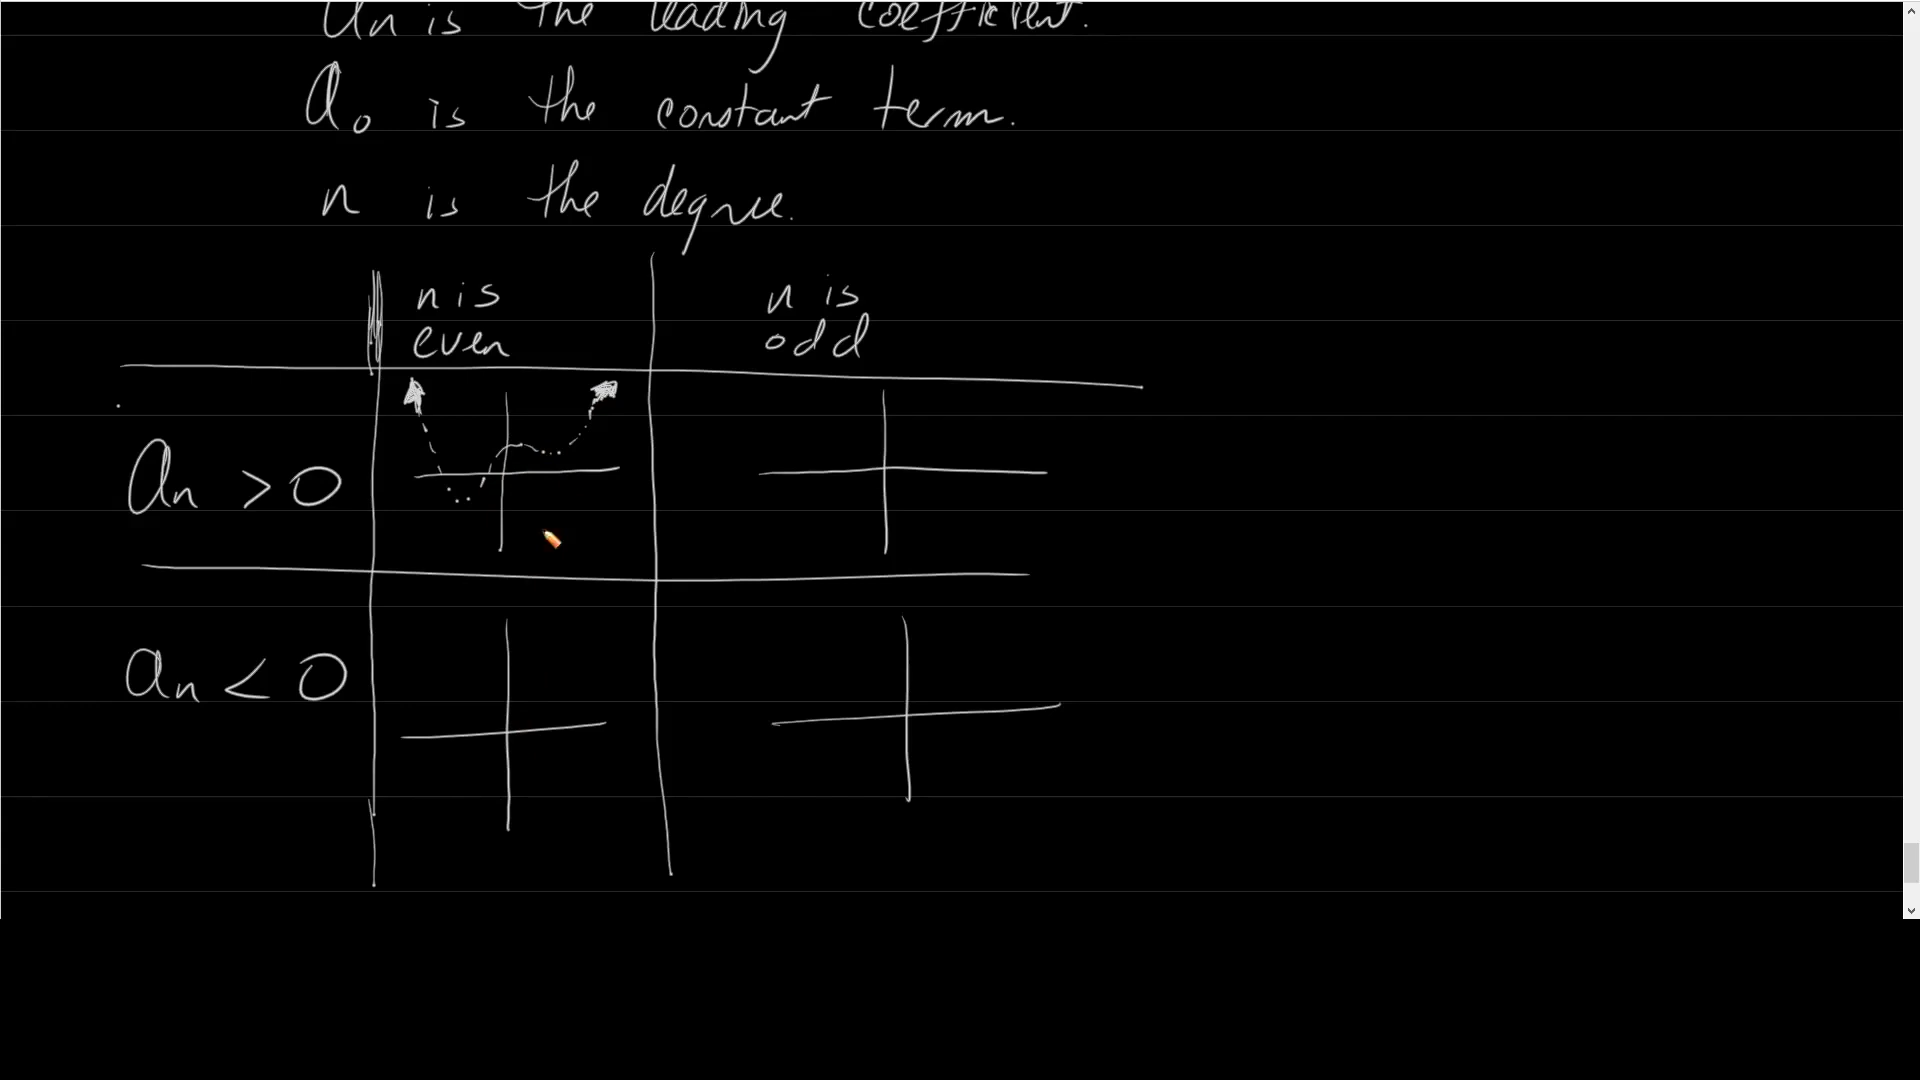 an is the leading coefficient.
a₀ is the constant term.
n is the degree.
n is
even
n is
odd
an > 0
an < 0